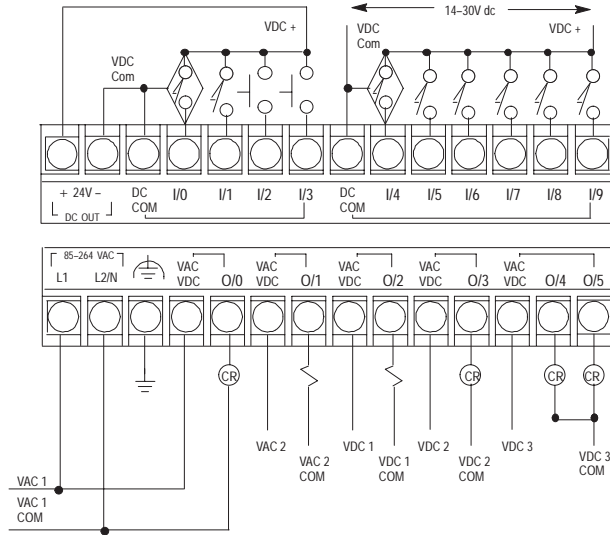 14–30V dc
VDC
Com
VDC +
VDC
Com
VDC +
+ 24V –
DC OUT
DC
COM
I/0
I/1
I/2
I/3
DC
COM
I/4
I/5
I/6
I/7
I/8
I/9
85–264 VAC
L1
L2/N
VAC
VDC
O/0
VAC
VDC
O/1
VAC
VDC
O/2
VAC
VDC
O/3
VAC
VDC
O/4
O/5
CR
CR
CR
CR
VAC 2
VAC 2
COM
VDC 1
VDC 1
COM
VDC 2
VDC 2
COM
VDC 3
VDC 3
COM
VAC 1
VAC 1
COM